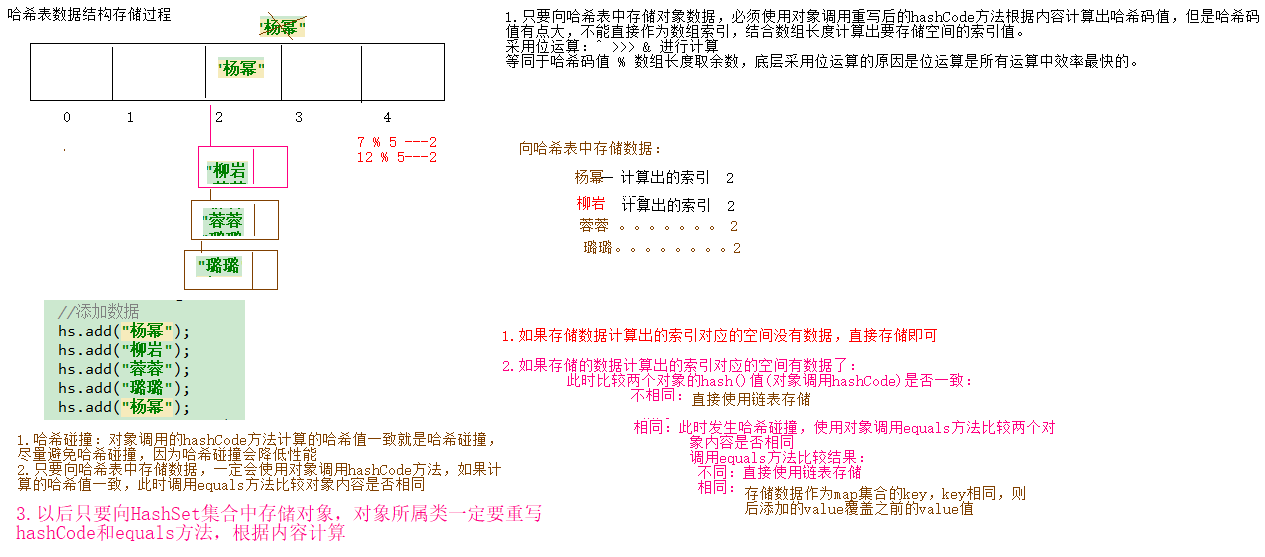 哈希表数据结构存储过程
"杨幂"
"杨幂"
0 1 2 3 4
7 % 5 ---2
12 % 5---2
"柳岩
"蓉蓉
"璐璐
//添加数据
hs.add("杨幂");
hs.add("柳岩");
hs.add("蓉蓉");
hs.add("璐璐");
hs.add("杨幂");
1.哈希碰撞：对象调用的hashCode方法计算的哈希值一致就是哈希碰撞，
尽量避免哈希碰撞，因为哈希碰撞会降低性能
2.只要向哈希表中存储数据，一定会使用对象调用hashCode方法，如果计
算的哈希值一致，此时调用equals方法比较对象内容是否相同
3.以后只要向HashSet集合中存储对象，对象所属类一定要重写
hashCode和equals方法，根据内容计算
1.只要向哈希表中存储对象数据，必须使用对象调用重写后的hashCode方法根据内容计算出哈希码值，但是哈希码
值有点大，不能直接作为数组索引，结合数组长度计算出要存储空间的索引值。
采用位运算：^ >>> & 进行计算
等同于哈希码值 % 数组长度取余数，底层采用位运算的原因是位运算是所有运算中效率最快的。
向哈希表中存储数据：
杨幂— 计算出的索引 2
柳岩 计算出的索引 2
蓉蓉 。。。。。。。 2
璐璐。。。。。。。。2
1.如果存储数据计算出的索引对应的空间没有数据，直接存储即可
2.如果存储的数据计算出的索引对应的空间有数据了：
此时比较两个对象的hash()值(对象调用hashCode)是否一致：
不相同：直接使用链表存储
相同：此时发生哈希碰撞，使用对象调用equals方法比较两个对
象内容是否相同
调用equals方法比较结果：
不同：直接使用链表存储
相同：存储数据作为map集合的key，key相同，则
后添加的value覆盖之前的value值